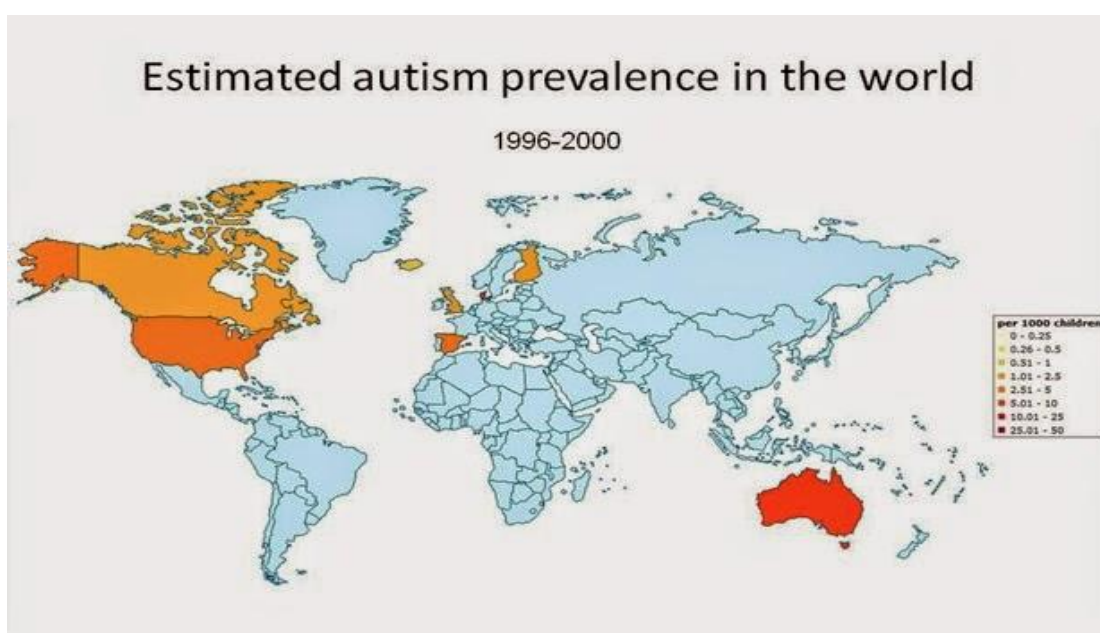 Estimated autism prevalence in the world
1996-2000
per 1000 children
0 - 0.25
0.26 - 0.5
0.51 - 1
1.01 - 2.5
2.51 - 5
5.01 - 10
10.01 - 25
25.01 - 50